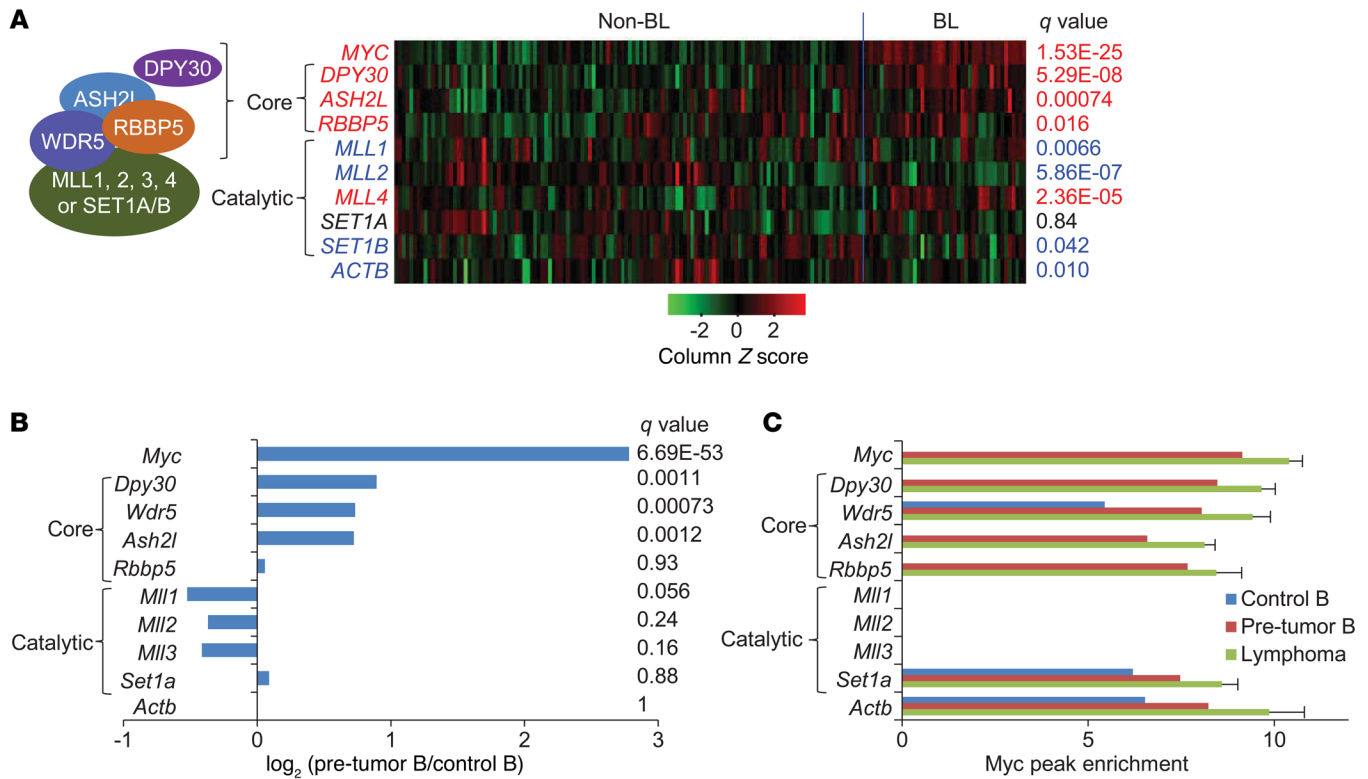 A
Non-BL BL q value
DPY30
ASH2L
WDR5 RBBP5
MLL1, 2, 3, 4
or SET1A/B
Core
Catalytic
MYC 1.53E-25
DPY30 5.29E-08
ASH2L 0.00074
RBBP5 0.016
MLL1 0.0066
MLL2 5.86E-07
MLL4 2.36E-05
SET1A 0.84
SET1B 0.042
ACTB 0.010
-2 0 2
Column Z score
B
q value
Myc 6.69E-53
Core
Dpy30 0.0011
Wdr5 0.00073
Ash2l 0.0012
Rbbp5 0.93
Catalytic
Mll1 0.056
Mll2 0.24
Mll3 0.16
Set1a 0.88
Actb 1
-1 0 1 2 3
log2 (pre-tumor B/control B)
C
Myc
Core
Dpy30
Wdr5
Ash2l
Rbbp5
Catalytic
Mll1
Mll2
Mll3
Set1a
Actb
Control B
Pre-tumor B
Lymphoma
0 5 10
Myc peak enrichment